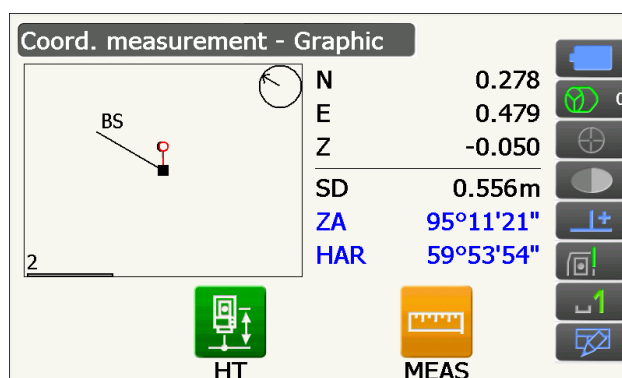 Coord. measurement - Graphic
BS
2
N 0.278
E 0.479
Z -0.050
SD 0.556m
ZA 95°11'21"
HAR 59°53'54"
HT
MEAS
1